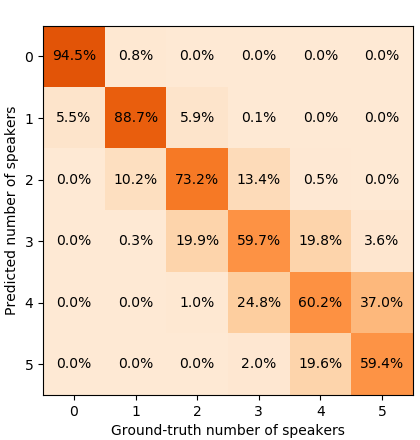 0 94.5% 0.8% 0.0% 0.0% 0.0% 0.0%
1 5.5% 88.7% 5.9% 0.1% 0.0% 0.0%
2 0.0% 10.2% 73.2% 13.4% 0.5% 0.0%
3 0.0% 0.3% 19.9% 59.7% 19.8% 3.6%
4 0.0% 0.0% 1.0% 24.8% 60.2% 37.0%
5 0.0% 0.0% 0.0% 2.0% 19.6% 59.4%
0 1 2 3 4 5
Predicted number of speakers
Ground-truth number of speakers